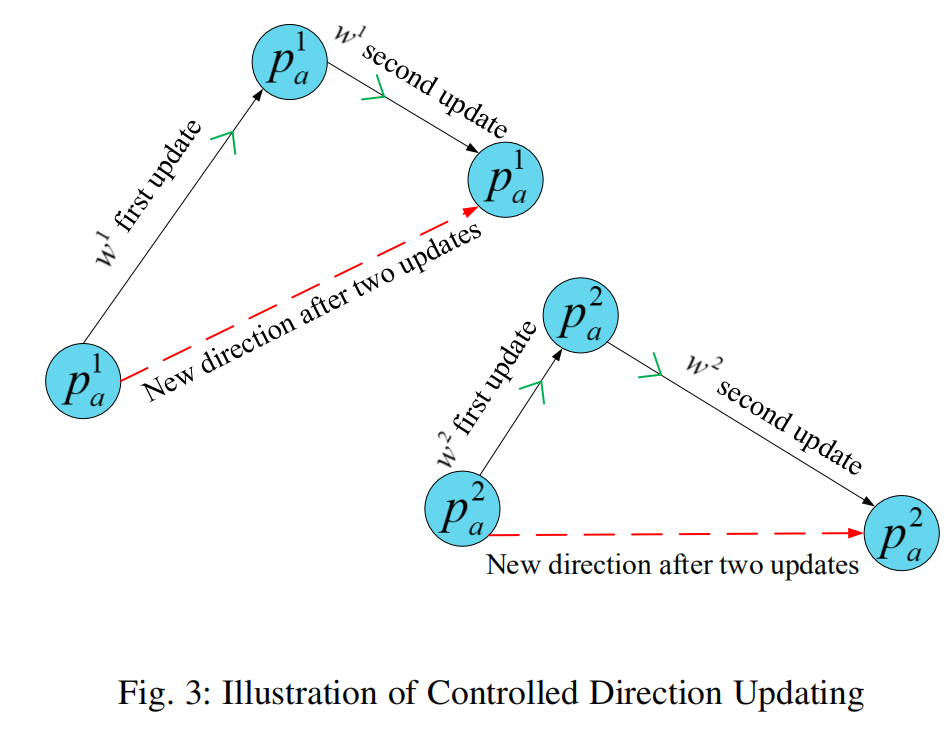 p_a^1
w^1 second update
w^1 first update
p_a^1
New direction after two updates
p_a^1
p_a^2
w^2 first update
w^2 second update
p_a^2
p_a^2
New direction after two updates
Fig. 3: Illustration of Controlled Direction Updating